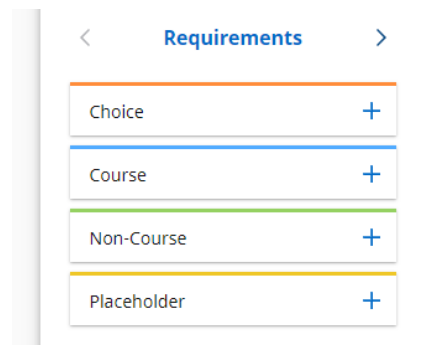 Requirements
Choice
Course
Non-Course
Placeholder